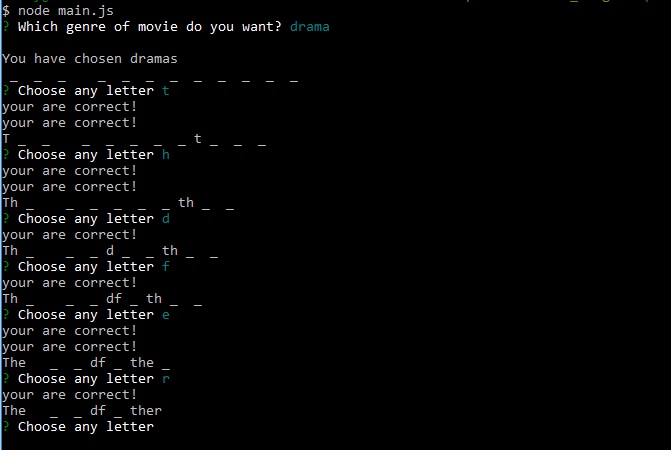 $ node main.js
? Which genre of movie do you want? drama
You have chosen dramas
_  _  _    _  _  _  _  _  _  _  _  _
? Choose any letter t
your are correct!
your are correct!
T _  _    _  _  _  _  _ t _  _  _
? Choose any letter h
your are correct!
your are correct!
Th _    _  _  _  _  _ th _  _
? Choose any letter d
your are correct!
Th _    _  _ d _  _ th _  _
? Choose any letter f
your are correct!
Th _    _  _ df _ th _  _
? Choose any letter e
your are correct!
your are correct!
The   _  _ df _ the _
? Choose any letter r
your are correct!
The   _  _ df _ ther
? Choose any letter